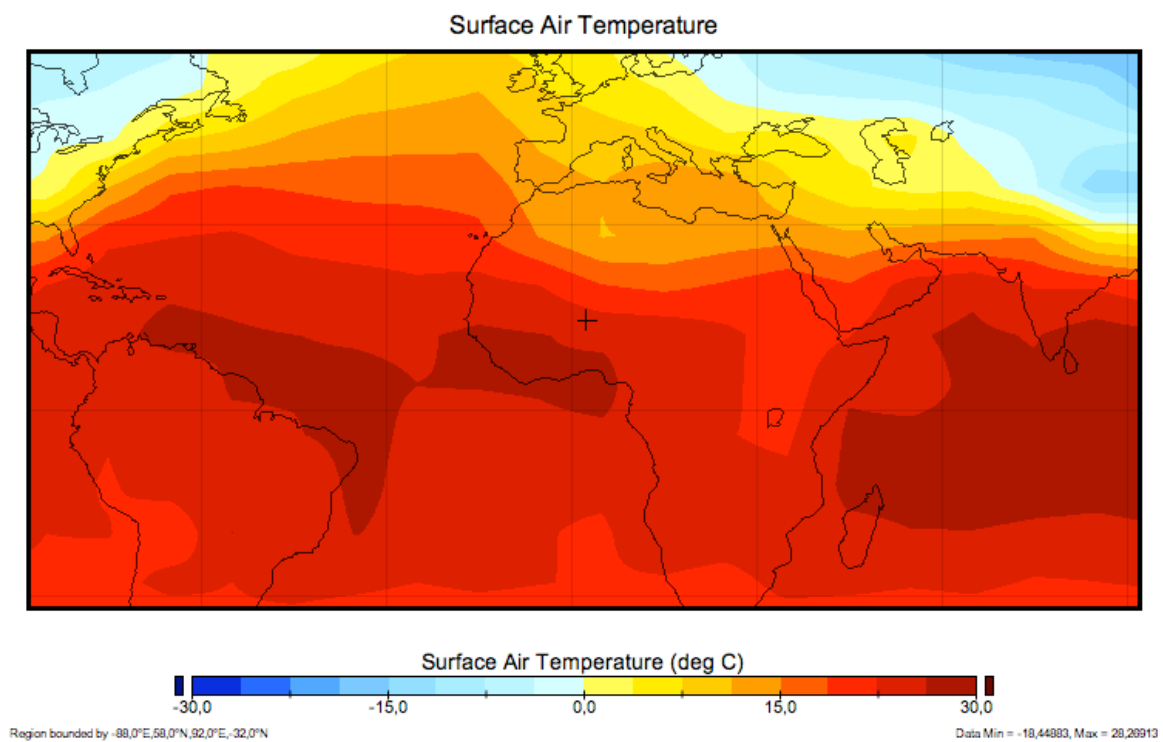 Surface Air Temperature
Surface Air Temperature (deg C)
-30,0 -15,0 0,0 15,0 30,0
Region bounded by -88,0°E,58,0°N,92,0°E,-32,0°N Data Min = -18,44883, Max = 28,26913